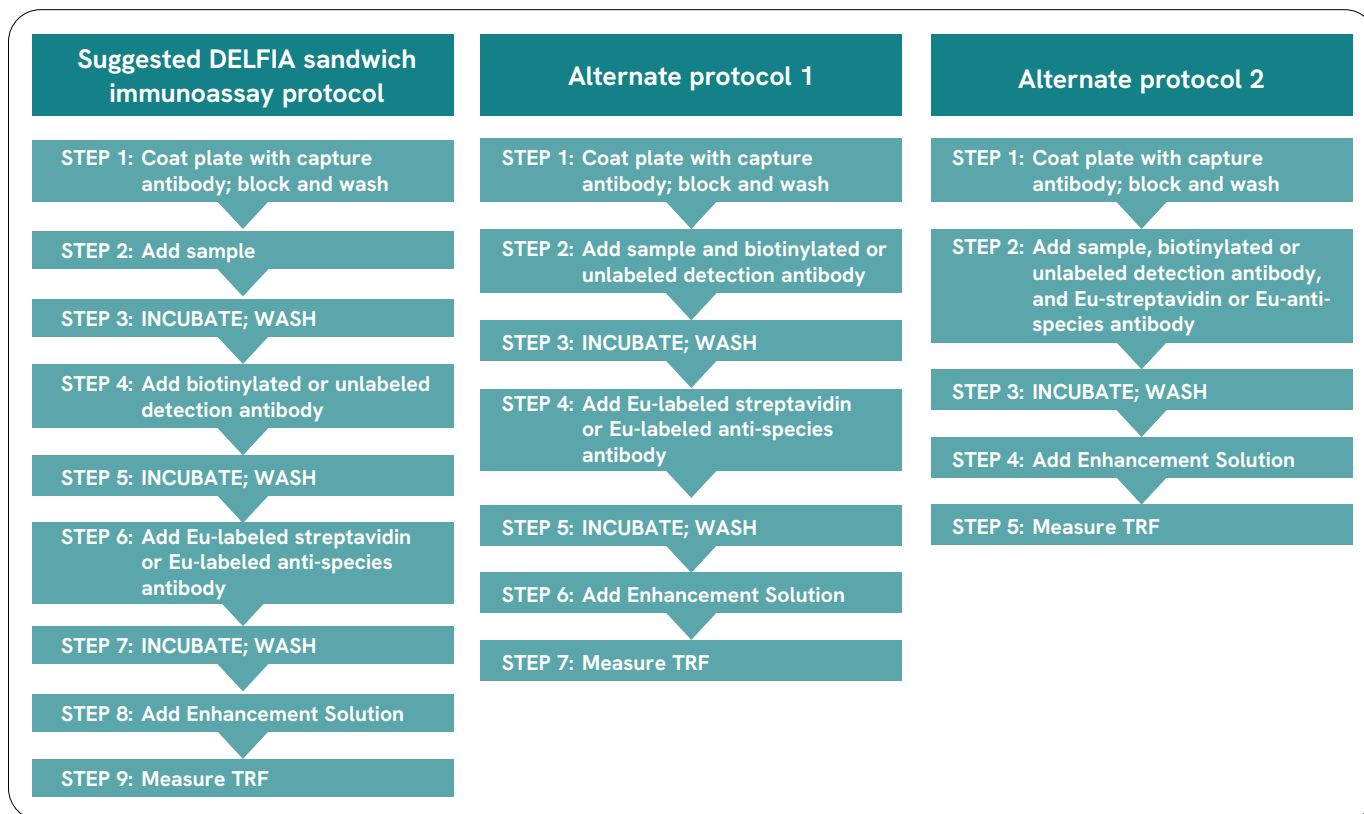 Suggested DELFIA sandwich
immunoassay protocol
STEP 1: Coat plate with capture
antibody; block and wash
STEP 2: Add sample
STEP 3: INCUBATE; WASH
STEP 4: Add biotinylated or unlabeled
detection antibody
STEP 5: INCUBATE; WASH
STEP 6: Add Eu-labeled streptavidin
or Eu-labeled anti-species
antibody
STEP 7: INCUBATE; WASH
STEP 8: Add Enhancement Solution
STEP 9: Measure TRF
Alternate protocol 1
STEP 1: Coat plate with capture
antibody; block and wash
STEP 2: Add sample and biotinylated or
unlabeled detection antibody
STEP 3: INCUBATE; WASH
STEP 4: Add Eu-labeled streptavidin
or Eu-labeled anti-species
antibody
STEP 5: INCUBATE; WASH
STEP 6: Add Enhancement Solution
STEP 7: Measure TRF
Alternate protocol 2
STEP 1: Coat plate with capture
antibody; block and wash
STEP 2: Add sample, biotinylated or
unlabeled detection antibody,
and Eu-streptavidin or Eu-anti-
species antibody
STEP 3: INCUBATE; WASH
STEP 4: Add Enhancement Solution
STEP 5: Measure TRF